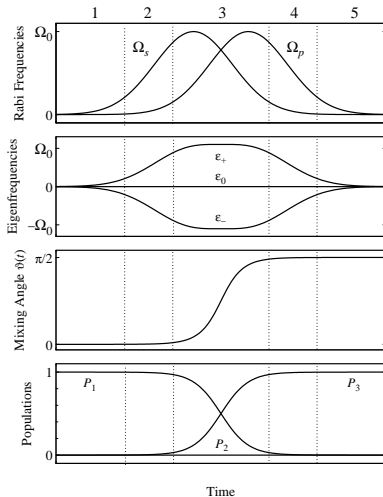 1 2 3 4 5
Rabi Frequencies
Ω₀
0
Ωₛ
Ωₚ
Eigenfrequencies
Ω₀
0
−Ω₀
ε₊
ε₀
ε₋
Mixing Angle ϑ(t)
π/2
0
Populations
1
0
P₁
P₂
P₃
Time